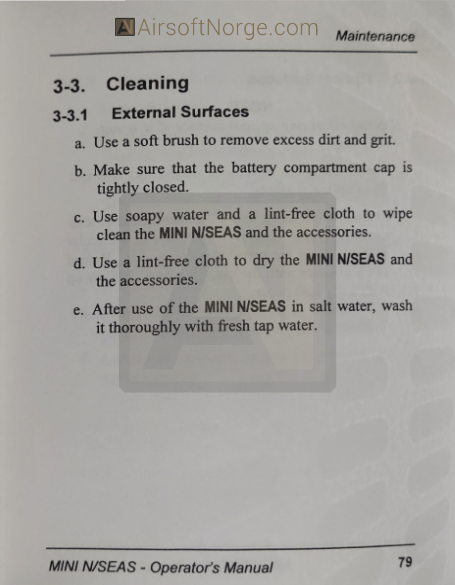 AirsoftNorge.com
Maintenance
3-3. Cleaning
3-3.1 External Surfaces
a. Use a soft brush to remove excess dirt and grit.
b. Make sure that the battery compartment cap is
tightly closed.
c. Use soapy water and a lint-free cloth to wipe
clean the MINI N/SEAS and the accessories.
d. Use a lint-free cloth to dry the MINI N/SEAS and
the accessories.
e. After use of the MINI N/SEAS in salt water, wash
it thoroughly with fresh tap water.
MINI N/SEAS - Operator's Manual
79